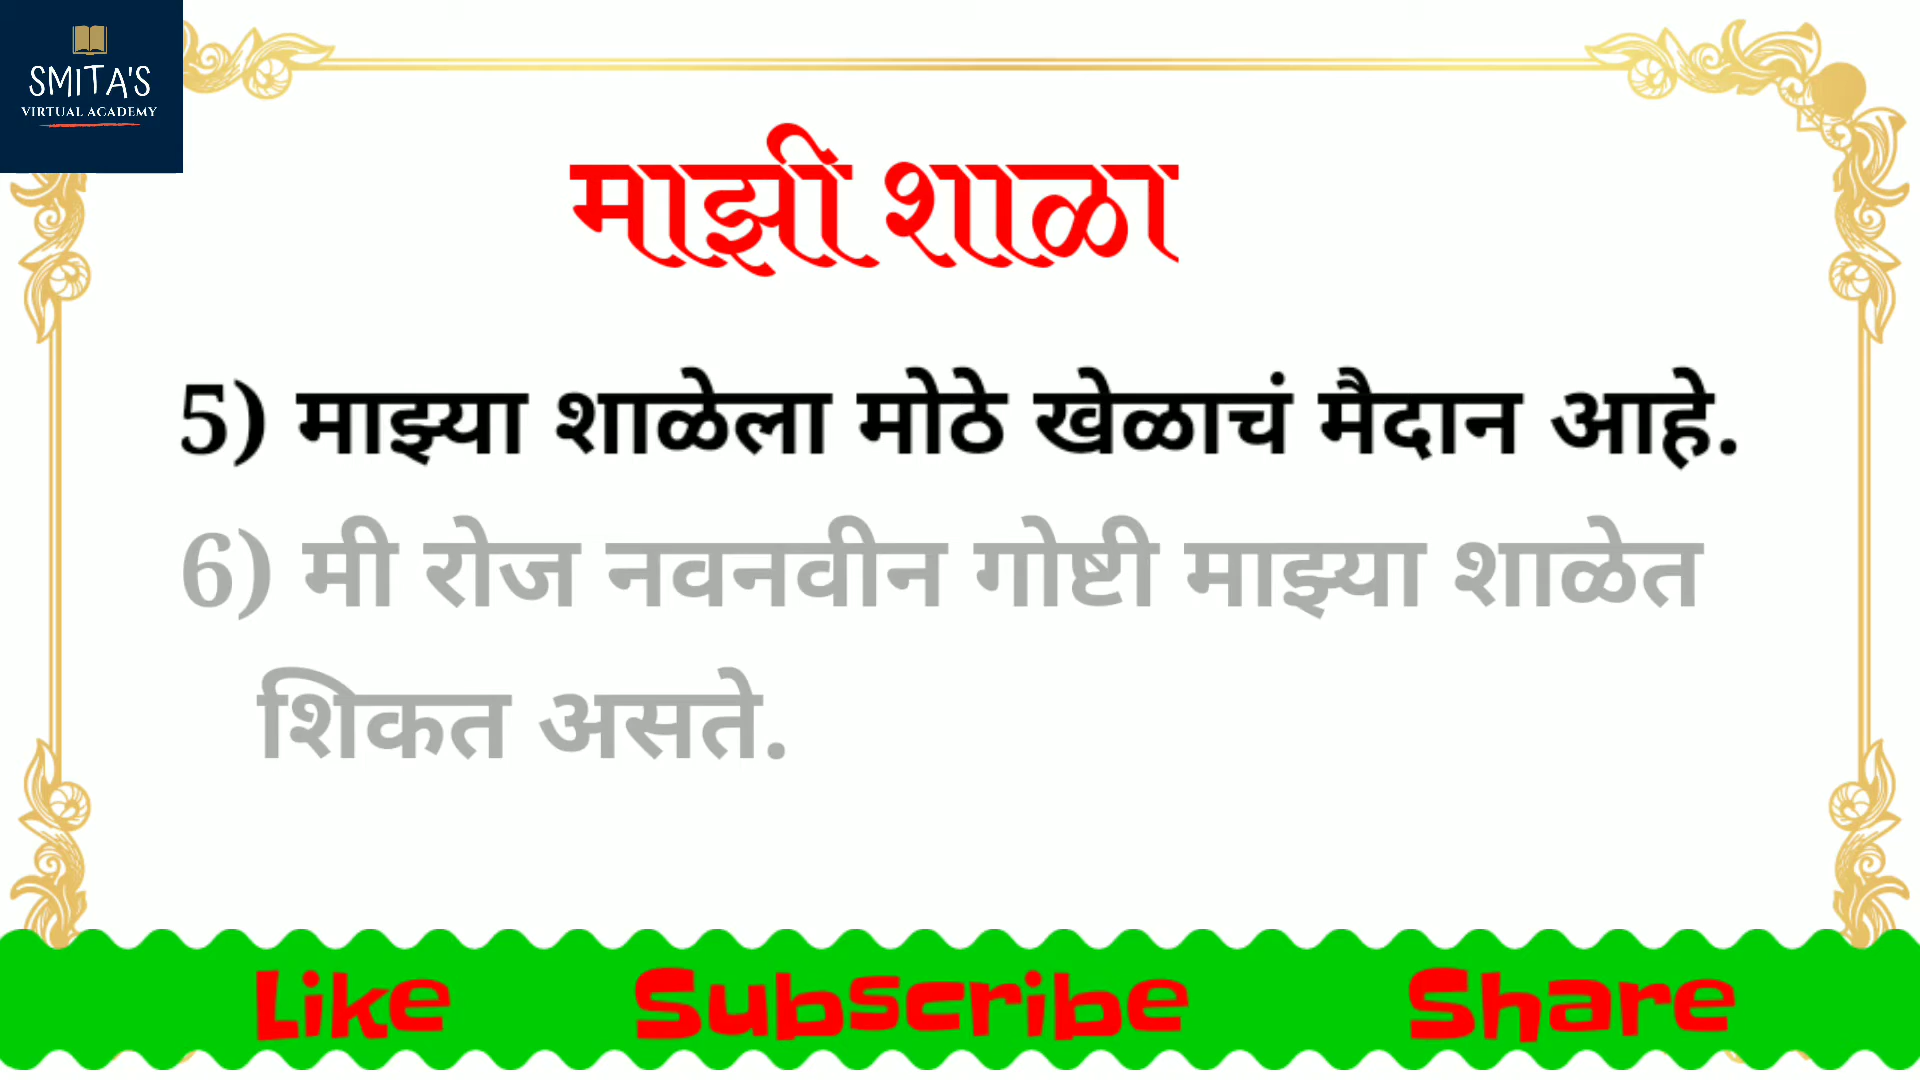 SMITA'S
VIRTUAL ACADEMY
माझी शाळा
5) माझ्या शाळेला मोठे खेळाचं मैदान आहे.
6) मी रोज नवनवीन गोष्टी माझ्या शाळेत
शिकत असते.
Like Subscribe Share